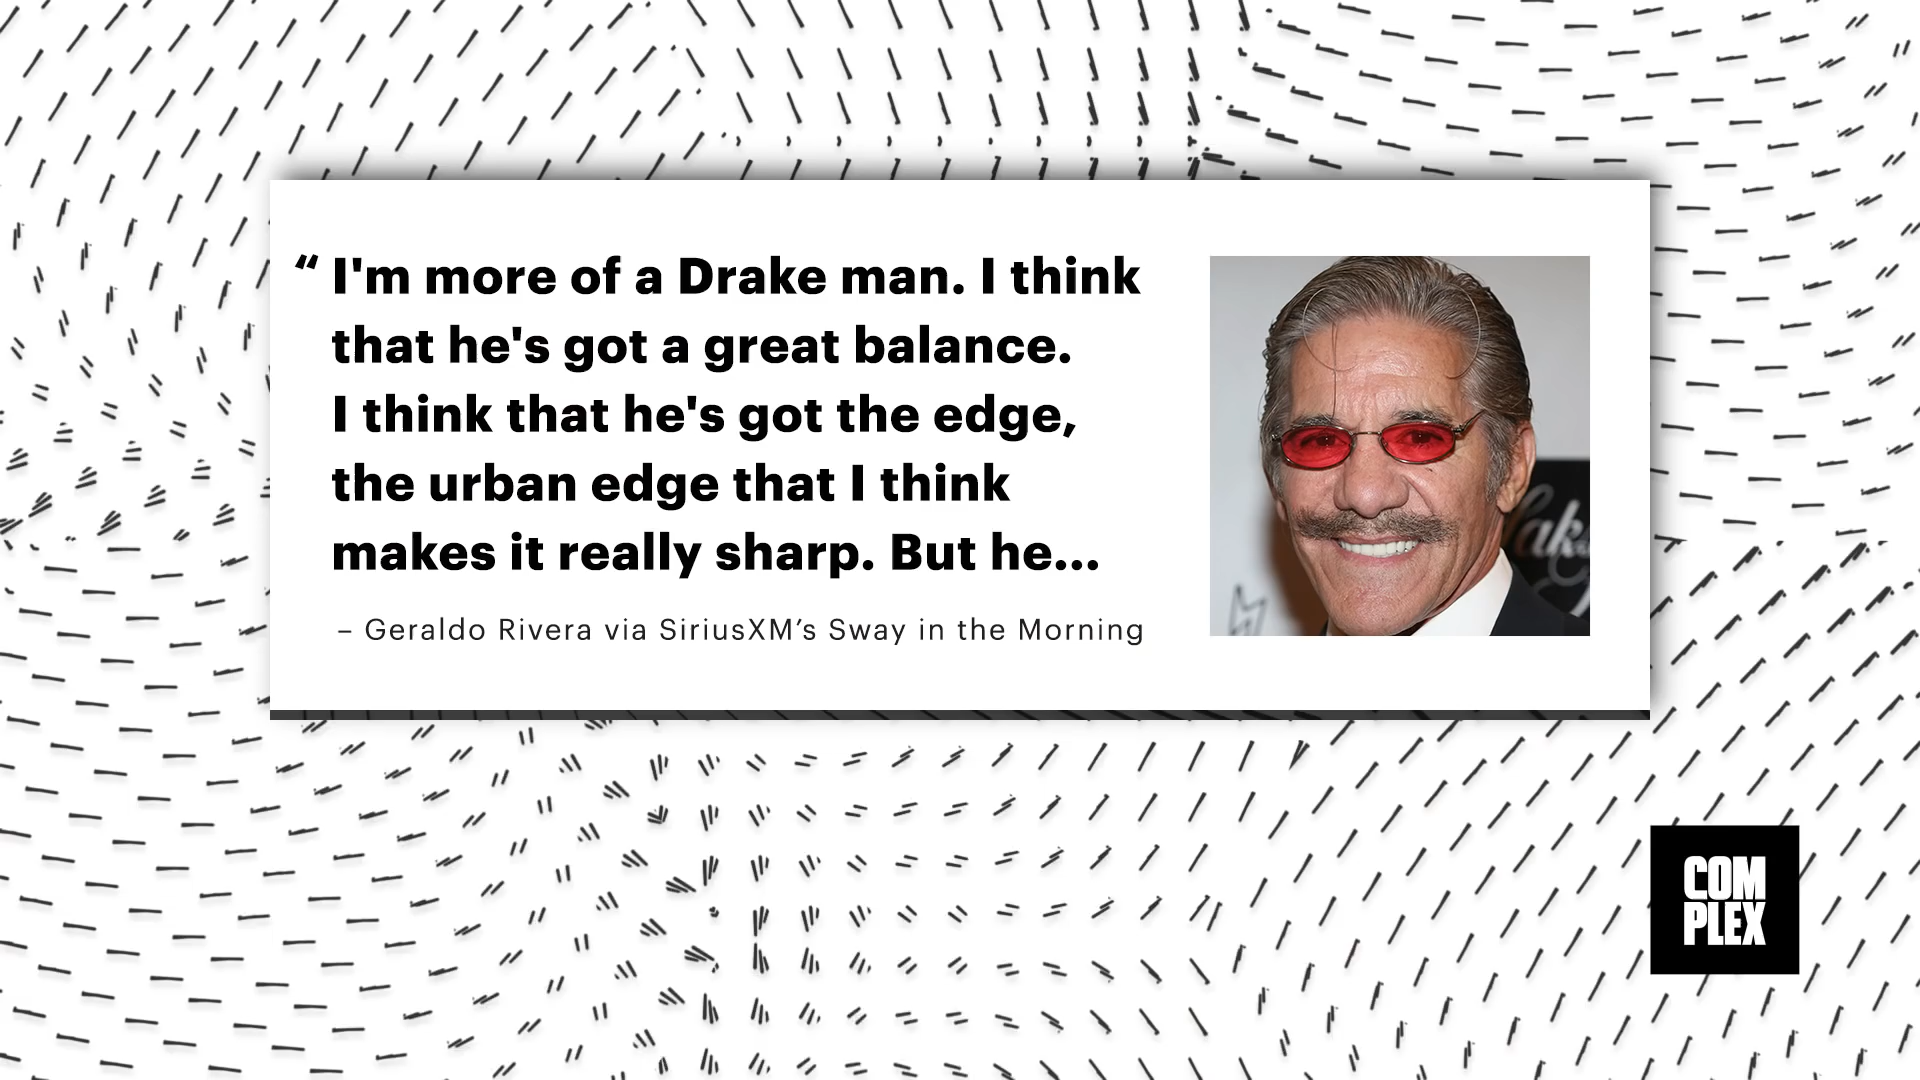 “ I'm more of a Drake man. I think
that he's got a great balance.
I think that he's got the edge,
the urban edge that I think
makes it really sharp. But he...
– Geraldo Rivera via SiriusXM’s Sway in the Morning
COM
PLEX